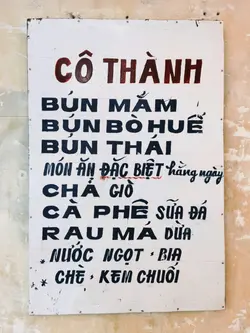 CÔ THÀNH
BÚN MẮM
BÚN BÒ HUẾ
BÚN THÁI
MÓN ĂN ĐẶC BIỆT hằng ngày
CHẢ GIÒ
CÀ PHÊ SỮA ĐÁ
RAU MÁ DỪA
* NƯỚC NGỌT · BIA
* CHÈ · KEM CHUỐI